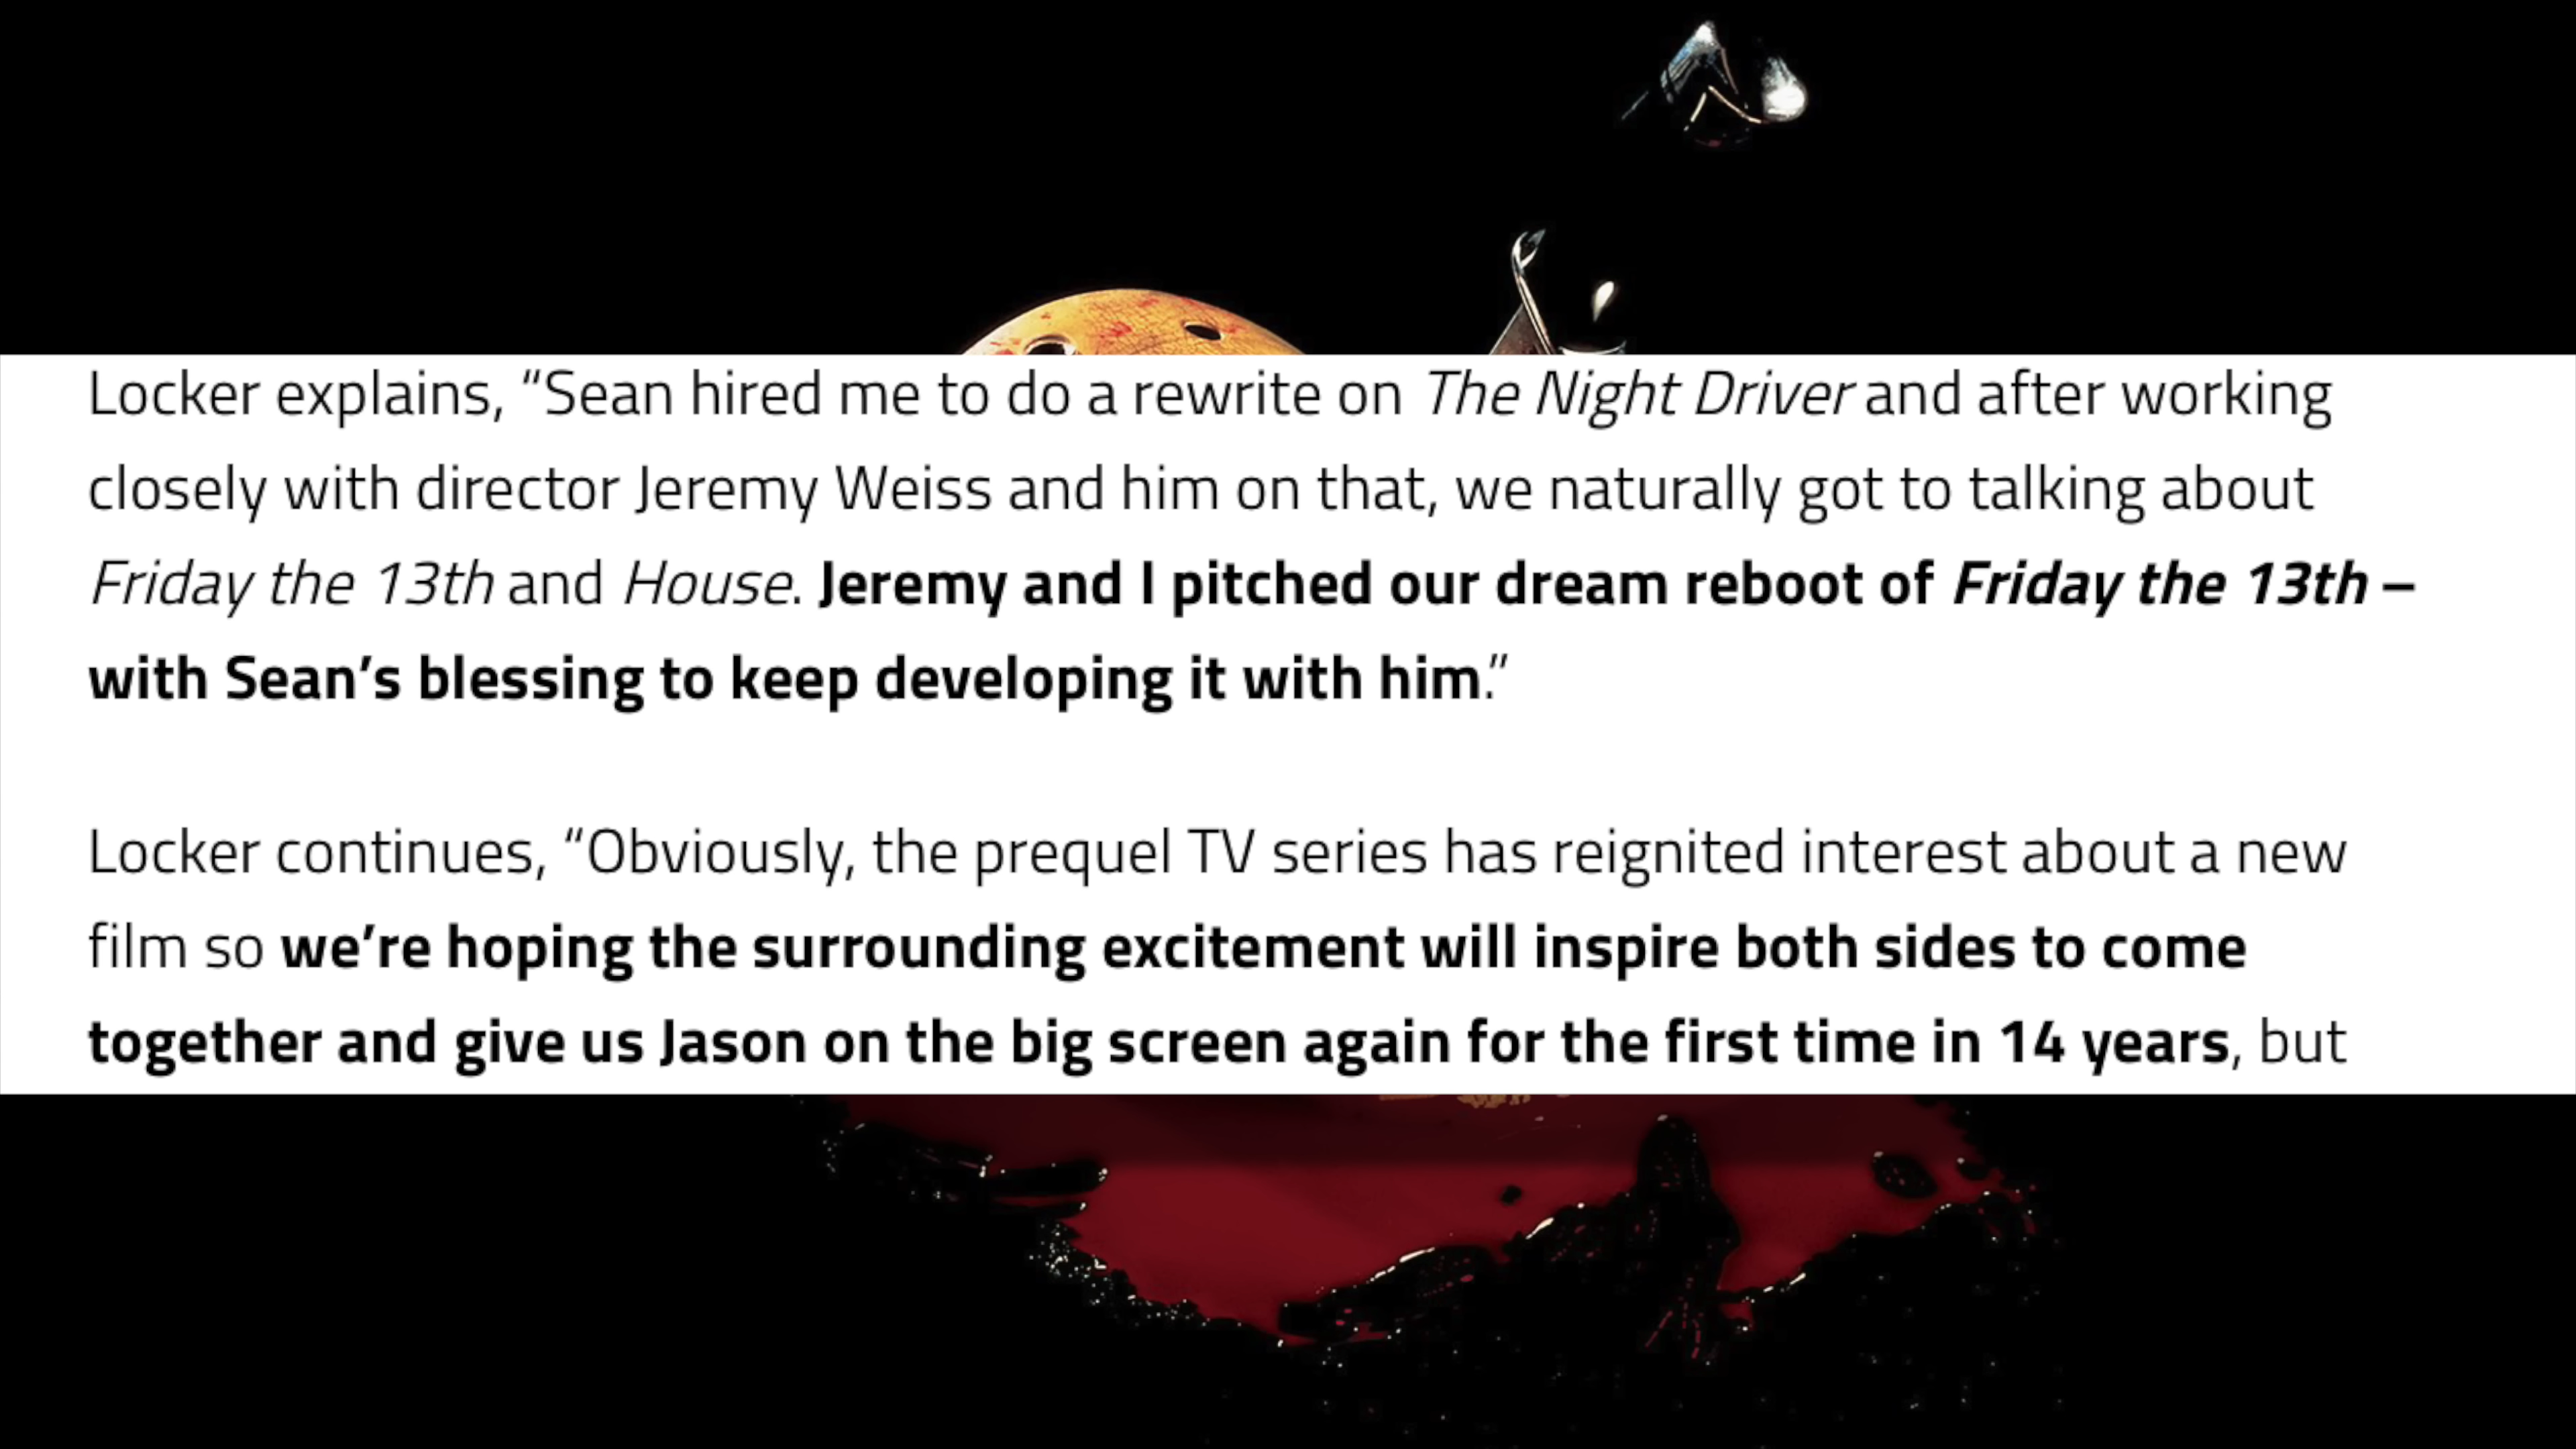 Locker explains, “Sean hired me to do a rewrite on The Night Driver and after working
closely with director Jeremy Weiss and him on that, we naturally got to talking about
Friday the 13th and House. Jeremy and I pitched our dream reboot of Friday the 13th –
with Sean’s blessing to keep developing it with him.”
Locker continues, “Obviously, the prequel TV series has reignited interest about a new
film so we’re hoping the surrounding excitement will inspire both sides to come
together and give us Jason on the big screen again for the first time in 14 years, but